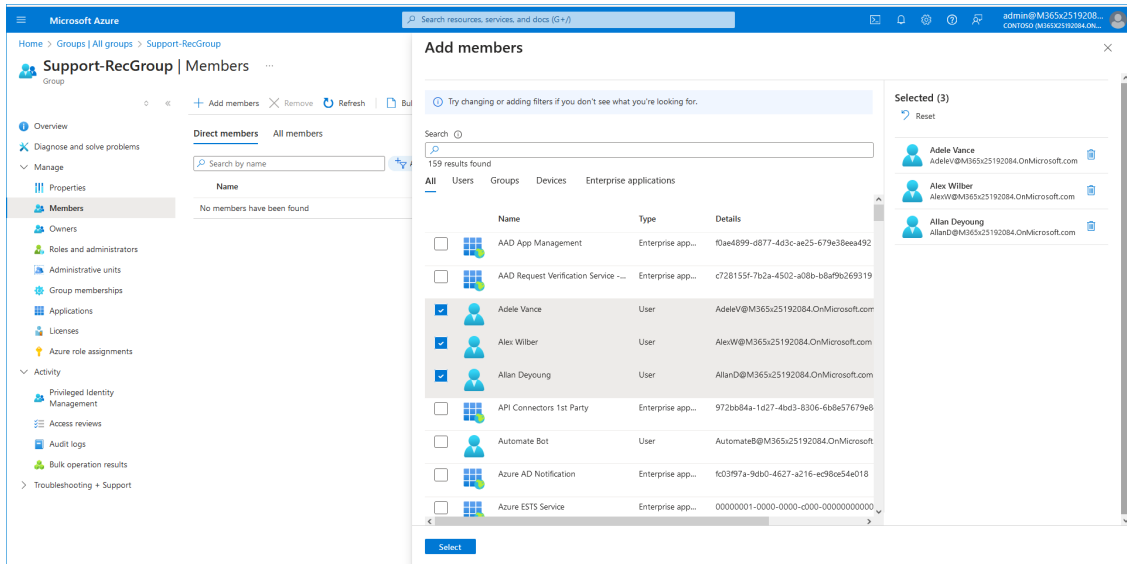 Microsoft Azure
Search resources, services, and docs (G+/)
admin@M365x2519208...
CONTOSO (M365X25192084.ON...
Home > Groups | All groups > Support-RecGroup
Support-RecGroup | Members ...
Group
Add members Remove Refresh Bul
Overview
Diagnose and solve problems
Manage
Properties
Members
Owners
Roles and administrators
Administrative units
Group memberships
Applications
Licenses
Azure role assignments
Activity
Privileged Identity
Management
Access reviews
Audit logs
Bulk operation results
Troubleshooting + Support
Direct members All members
Search by name
Name
No members have been found
Add members
Try changing or adding filters if you don't see what you're looking for.
Search
159 results found
All Users Groups Devices Enterprise applications
Name Type Details
AAD App Management Enterprise app... f0ae4899-d877-4d3c-ae25-679e38eea492
AAD Request Verification Service -... Enterprise app... c728155f-7b2a-4502-a08b-b8af9b269319
Adele Vance User AdeleV@M365x25192084.OnMicrosoft.com
Alex Wilber User AlexW@M365x25192084.OnMicrosoft.com
Allan Deyoung User AllanD@M365x25192084.OnMicrosoft.com
API Connectors 1st Party Enterprise app... 972bb84a-1d27-4bd3-8306-6b8e57679e8
Automate Bot User AutomateB@M365x25192084.OnMicrosoft
Azure AD Notification Enterprise app... fc03f97a-9db0-4627-a216-ec98ce54e018
Azure ESTS Service Enterprise app... 00000001-0000-0000-c000-000000000000
Select
Selected (3)
Reset
Adele Vance
AdeleV@M365x25192084.OnMicrosoft.com
Alex Wilber
AlexW@M365x25192084.OnMicrosoft.com
Allan Deyoung
AllanD@M365x25192084.OnMicrosoft.com